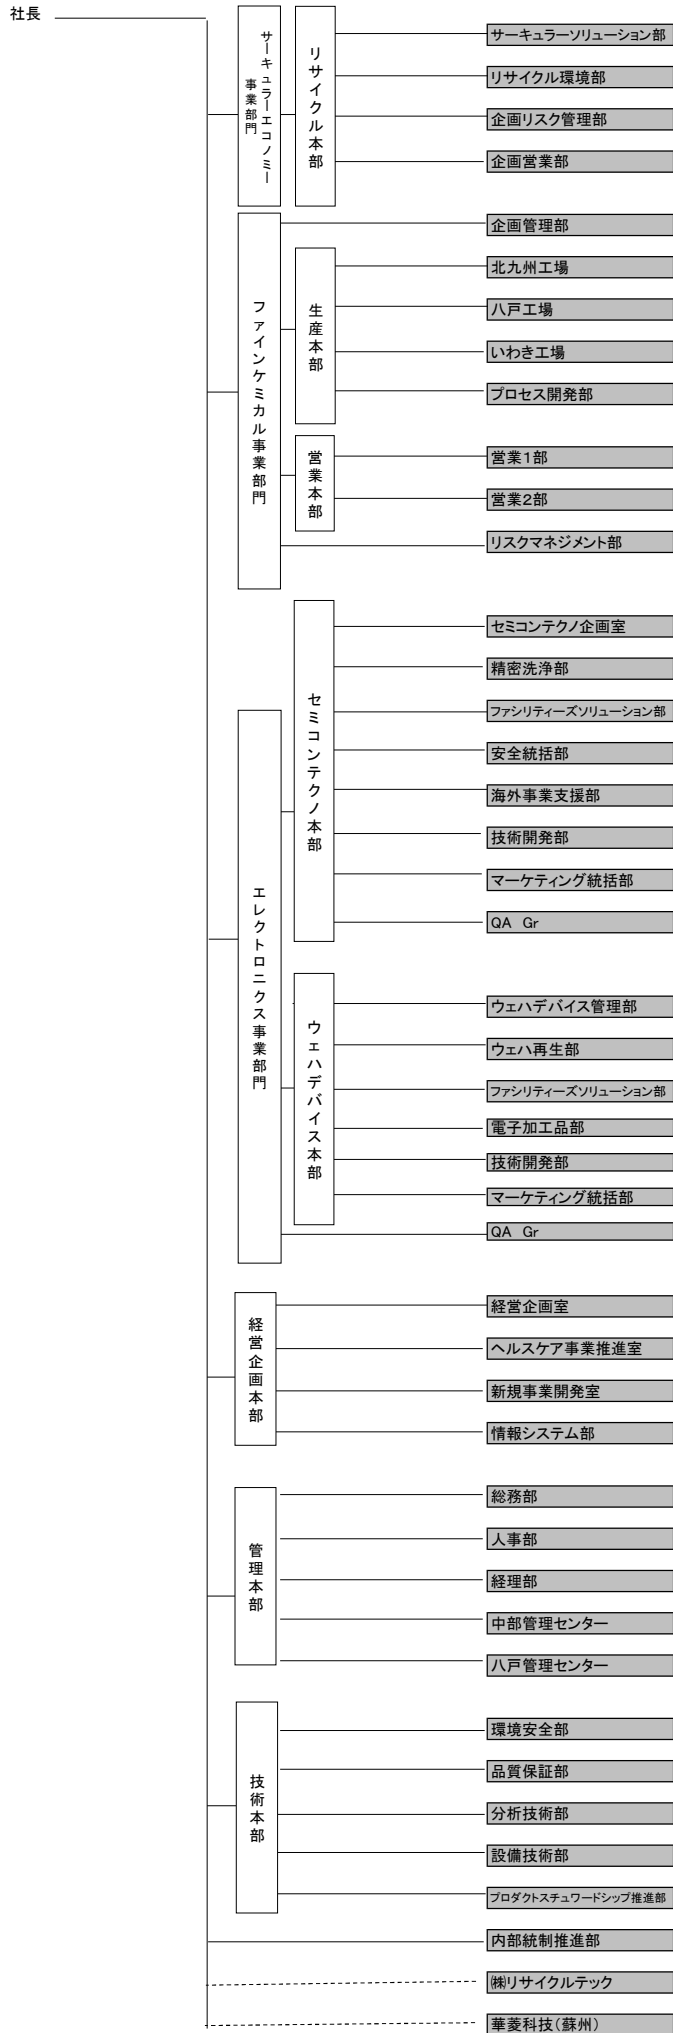 社長
サーキュラーエコノミー
事業部門
リサイクル本部
サーキュラーソリューション部
リサイクル環境部
企画リスク管理部
企画営業部
ファインケミカル事業部門
企画管理部
生産本部
北九州工場
八戸工場
いわき工場
プロセス開発部
営業本部
営業1部
営業2部
リスクマネジメント部
エレクトロニクス事業部門
セミコンテクノ本部
セミコンテクノ企画室
精密洗浄部
ファシリティーズソリューション部
安全統括部
海外事業支援部
技術開発部
マーケティング統括部
QA Gr
ウェハデバイス本部
ウェハデバイス管理部
ウェハ再生部
ファシリティーズソリューション部
電子加工品部
技術開発部
マーケティング統括部
QA Gr
経営企画本部
経営企画室
ヘルスケア事業推進室
新規事業開発室
情報システム部
管理本部
総務部
人事部
経理部
中部管理センター
八戸管理センター
技術本部
環境安全部
品質保証部
分析技術部
設備技術部
プロダクトスチュワードシップ推進部
内部統制推進部
㈱リサイクルテック
華菱科技(蘇州)